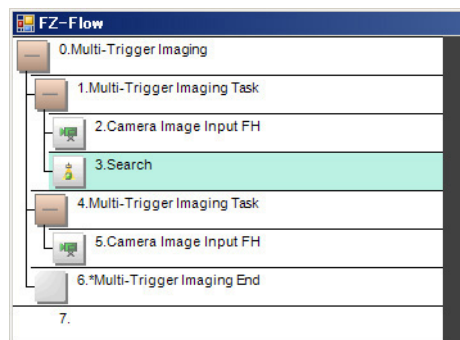 FZ-Flow
0.Multi-Trigger Imaging
1.Multi-Trigger Imaging Task
2.Camera Image Input FH
3.Search
4.Multi-Trigger Imaging Task
5.Camera Image Input FH
6.*Multi-Trigger Imaging End
7.